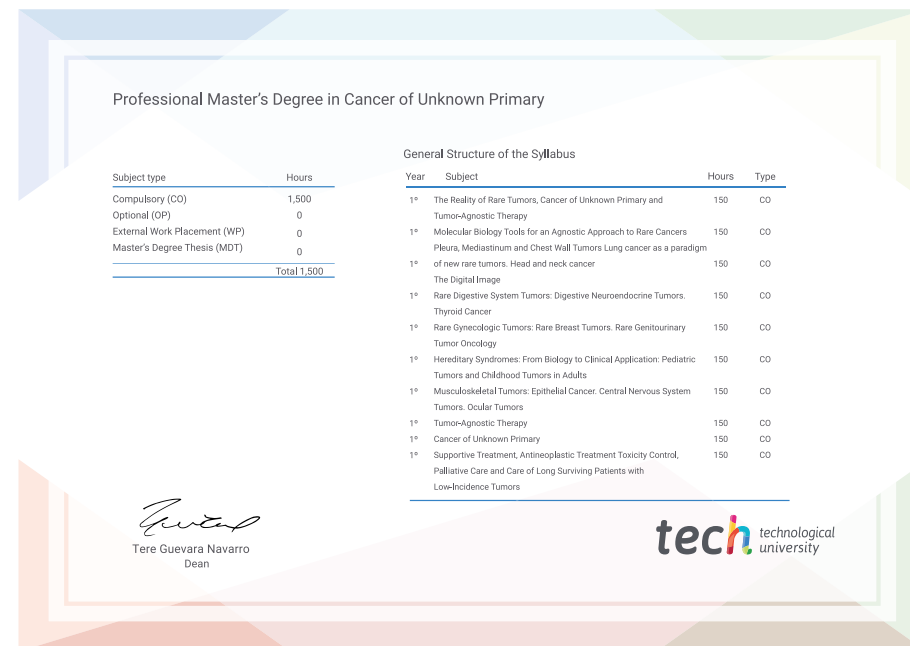 Professional Master's Degree in Cancer of Unknown Primary
Subject type Hours
Compulsory (CO) 1,500
Optional (OP) 0
External Work Placement (WP) 0
Master's Degree Thesis (MDT) 0
Total 1,500
General Structure of the Syllabus
Year Subject Hours Type
1º The Reality of Rare Tumors, Cancer of Unknown Primary and 150 CO
Tumor-Agnostic Therapy
1º Molecular Biology Tools for an Agnostic Approach to Rare Cancers 150 CO
Pleura, Mediastinum and Chest Wall Tumors Lung cancer as a paradigm
1º of new rare tumors. Head and neck cancer 150 CO
The Digital Image
1º Rare Digestive System Tumors: Digestive Neuroendocrine Tumors. 150 CO
Thyroid Cancer
1º Rare Gynecologic Tumors: Rare Breast Tumors. Rare Genitourinary 150 CO
Tumor Oncology
1º Hereditary Syndromes: From Biology to Clinical Application: Pediatric 150 CO
Tumors and Childhood Tumors in Adults
1º Musculoskeletal Tumors: Epithelial Cancer. Central Nervous System 150 CO
Tumors. Ocular Tumors
1º Tumor-Agnostic Therapy 150 CO
1º Cancer of Unknown Primary 150 CO
1º Supportive Treatment, Antineoplastic Treatment Toxicity Control, 150 CO
Palliative Care and Care of Long Surviving Patients with
Low-Incidence Tumors
Tere Guevara Navarro
Dean
tech technological
university